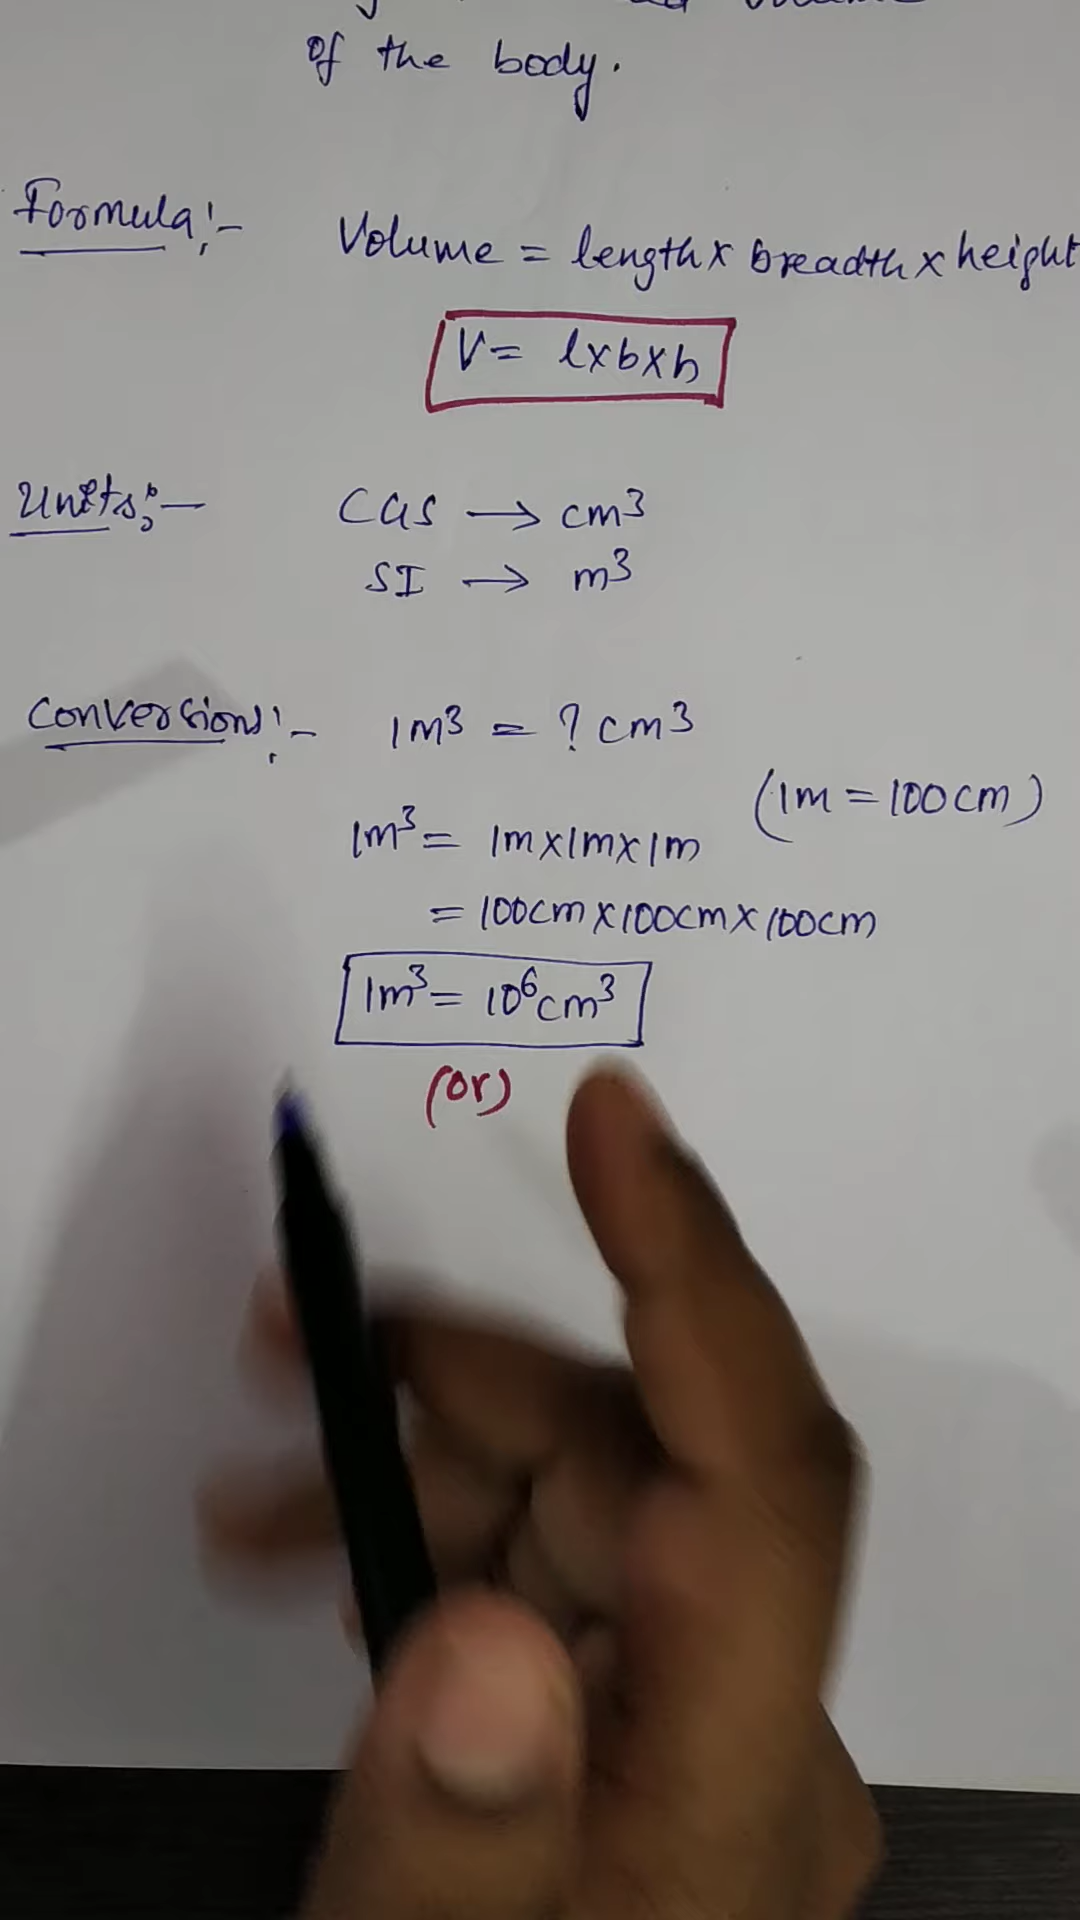 of the body.
Formula:- Volume = length x breadth x height
V = l x b x h
Units:- CGS → cm³
SI → m³
Conversion:- 1m³ = ? cm³
(1m = 100cm)
1m³ = 1m x 1m x 1m
= 100cm x 100cm x 100cm
1m³ = 10⁶cm³
(or)